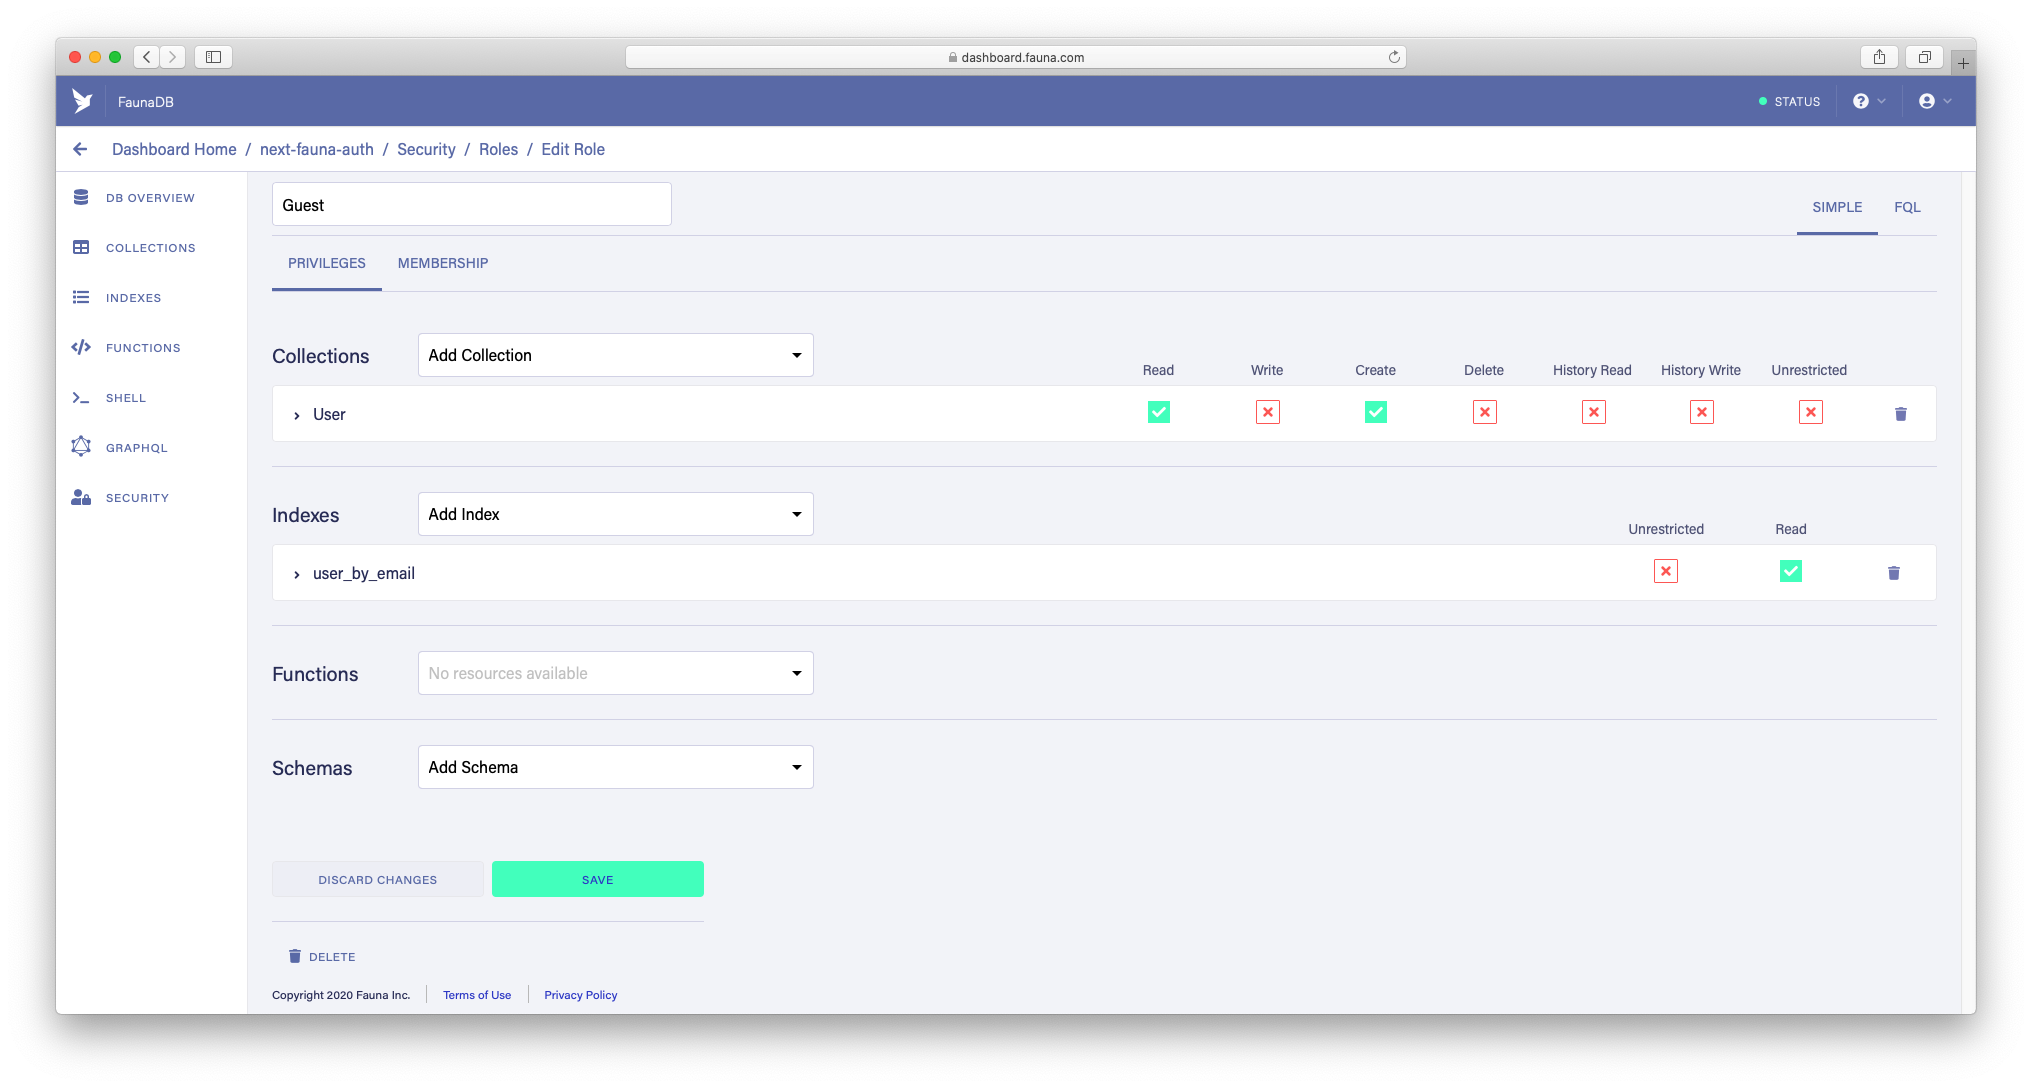 dashboard.fauna.com
FaunaDB
STATUS
Dashboard Home / next-fauna-auth / Security / Roles / Edit Role
DB OVERVIEW
COLLECTIONS
INDEXES
FUNCTIONS
SHELL
GRAPHQL
SECURITY
Guest
SIMPLE FQL
PRIVILEGES MEMBERSHIP
Collections Add Collection
Read Write Create Delete History Read History Write Unrestricted
User
Indexes Add Index
Unrestricted Read
user_by_email
Functions No resources available
Schemas Add Schema
DISCARD CHANGES SAVE
DELETE
Copyright 2020 Fauna Inc. Terms of Use Privacy Policy